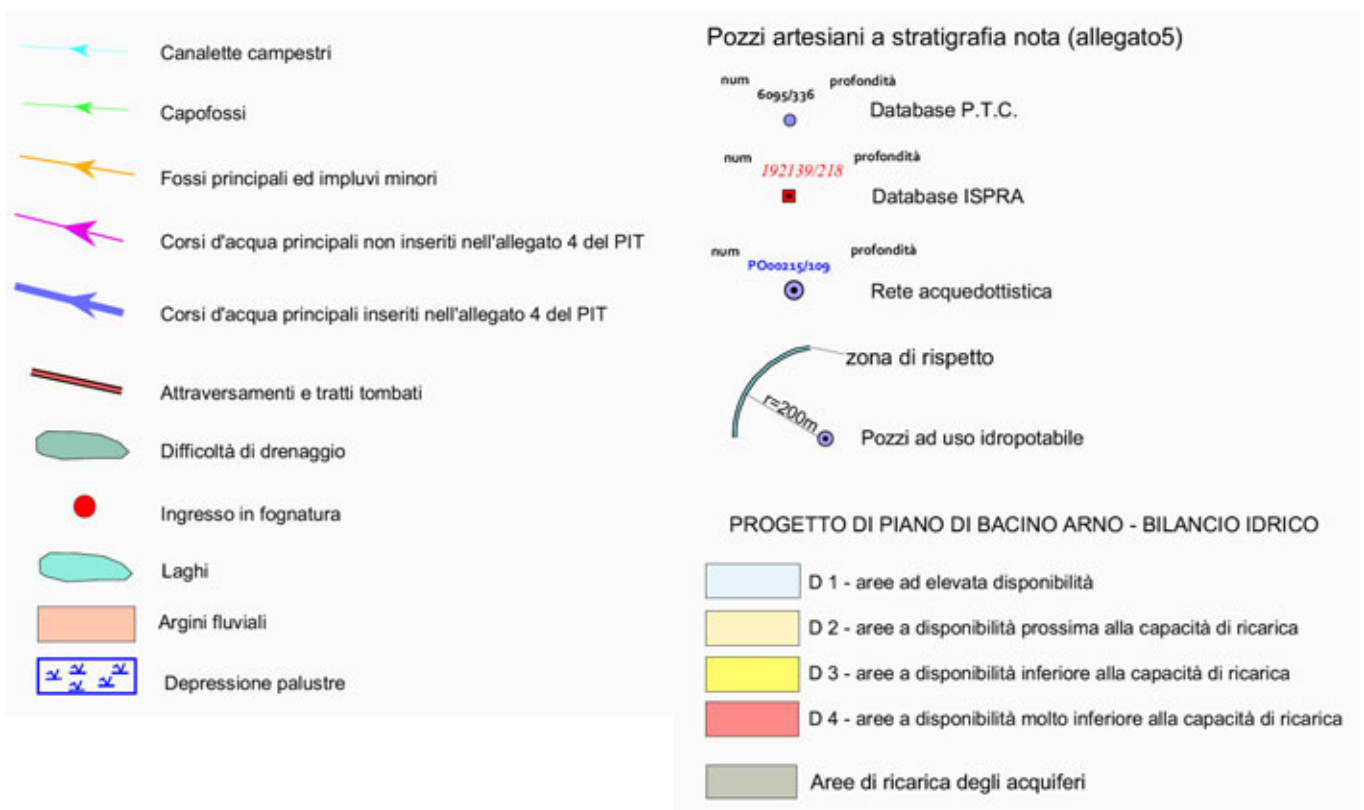 Canalette campestri
Capofossi
Fossi principali ed impluvi minori
Corsi d'acqua principali non inseriti nell'allegato 4 del PIT
Corsi d'acqua principali inseriti nell'allegato 4 del PIT
Attraversamenti e tratti tombati
Difficoltà di drenaggio
Ingresso in fognatura
Laghi
Argini fluviali
Depressione palustre
Pozzi artesiani a stratigrafia nota (allegato5)
num profondità
6095/336
Database P.T.C.
num profondità
192139/218
Database ISPRA
num profondità
PO00215/109
Rete acquedottistica
zona di rispetto
r=200m
Pozzi ad uso idropotabile
PROGETTO DI PIANO DI BACINO ARNO - BILANCIO IDRICO
D 1 - aree ad elevata disponibilità
D 2 - aree a disponibilità prossima alla capacità di ricarica
D 3 - aree a disponibilità inferiore alla capacità di ricarica
D 4 - aree a disponibilità molto inferiore alla capacità di ricarica
Aree di ricarica degli acquiferi